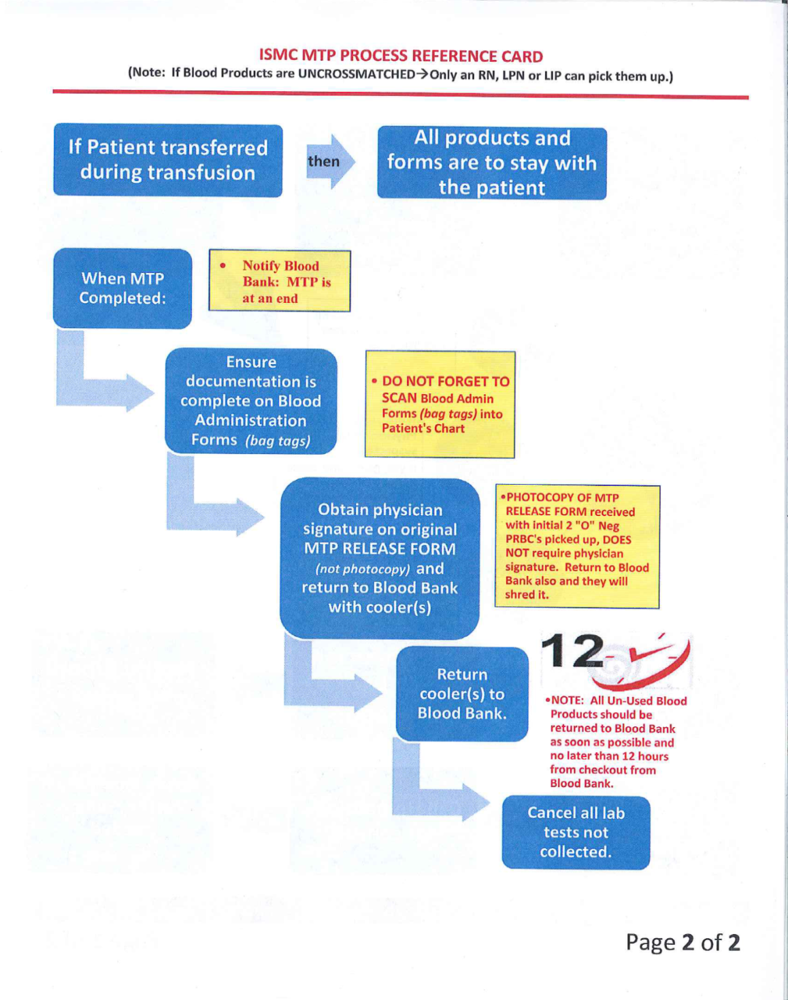 ISMC MTP PROCESS REFERENCE CARD
(Note: If Blood Products are UNCROSSMATCHED→Only an RN, LPN or LIP can pick them up.)
If Patient transferred
during transfusion
then
All products and
forms are to stay with
the patient
When MTP
Completed:
• Notify Blood
Bank: MTP is
at an end
Ensure
documentation is
complete on Blood
Administration
Forms (bag tags)
• DO NOT FORGET TO
SCAN Blood Admin
Forms (bag tags) into
Patient's Chart
Obtain physician
signature on original
MTP RELEASE FORM
(not photocopy) and
return to Blood Bank
with cooler(s)
•PHOTOCOPY OF MTP
RELEASE FORM received
with initial 2 "O" Neg
PRBC's picked up, DOES
NOT require physician
signature. Return to Blood
Bank also and they will
shred it.
12
Return
cooler(s) to
Blood Bank.
•NOTE: All Un-Used Blood
Products should be
returned to Blood Bank
as soon as possible and
no later than 12 hours
from checkout from
Blood Bank.
Cancel all lab
tests not
collected.
Page 2 of 2